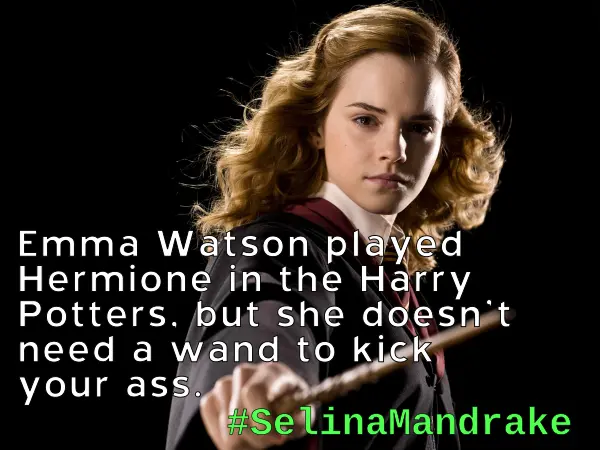 Emma Watson played
Hermione in the Harry
Potters, but she doesn't
need a wand to kick
your ass.
#SelinaMandrake